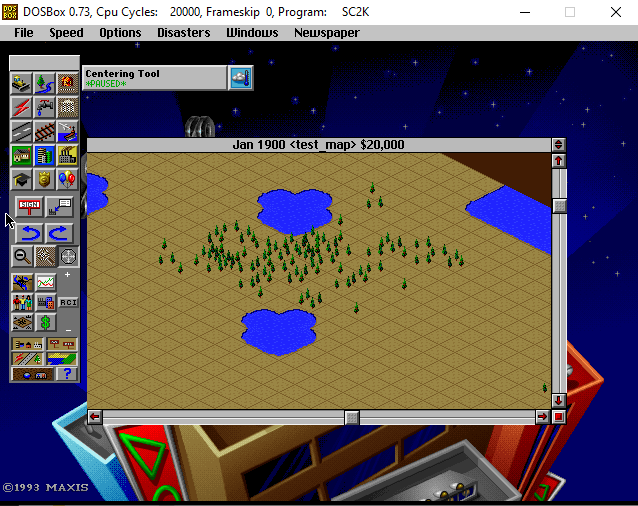 DOSBox 0.73, Cpu Cycles: 20000, Frameskip 0, Program: SC2K
File Speed Options Disasters Windows Newspaper
Centering Tool
*PAUSED*
Jan 1900 <test_map> $20,000
SIGN
RCI
?
©1993 MAXIS